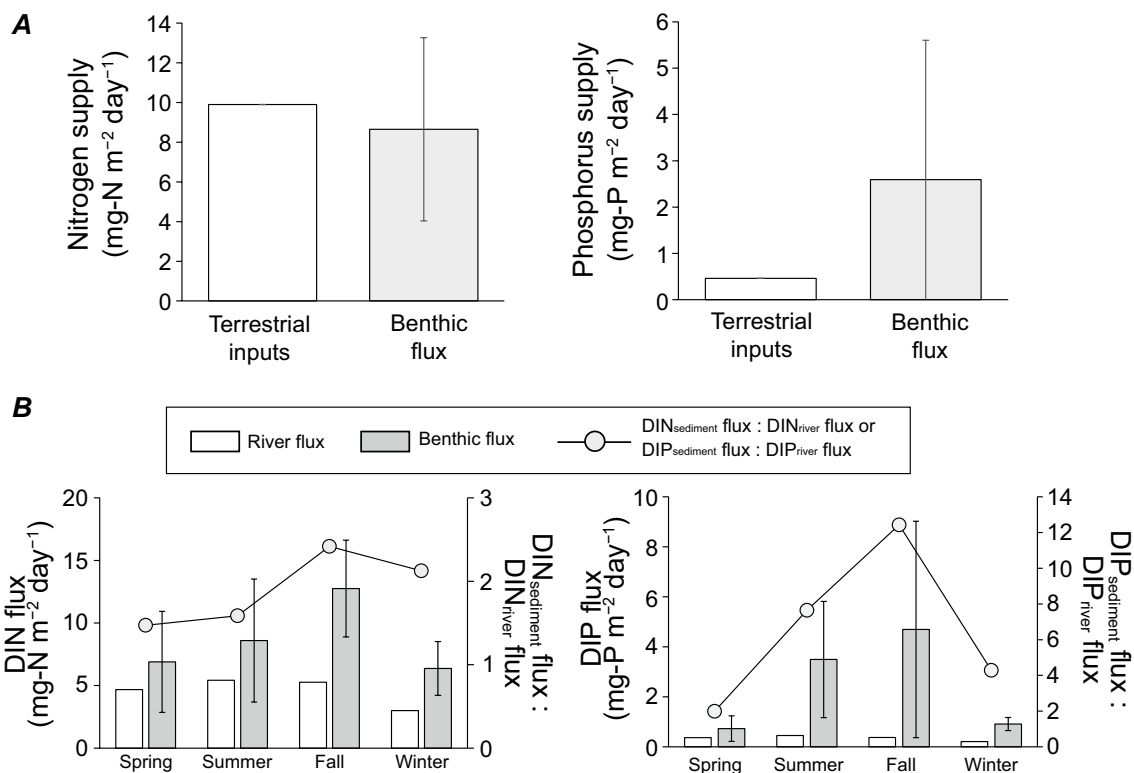 A
Nitrogen supply
(mg-N m⁻² day⁻¹)
14
12
10
8
6
4
2
0
Terrestrial
inputs
Benthic
flux
Phosphorus supply
(mg-P m⁻² day⁻¹)
6
5
4
3
2
1
0
Terrestrial
inputs
Benthic
flux
B
River flux
Benthic flux
DINsediment flux : DINriver flux or
DIPsediment flux : DIPriver flux
DIN flux
(mg-N m⁻² day⁻¹)
20
15
10
5
0
Spring
Summer
Fall
Winter
3
2
1
0
DINsediment flux :
DINriver flux
DIP flux
(mg-P m⁻² day⁻¹)
10
8
6
4
2
0
Spring
Summer
Fall
Winter
14
12
10
8
6
4
2
0
DIPsediment flux :
DIPriver flux